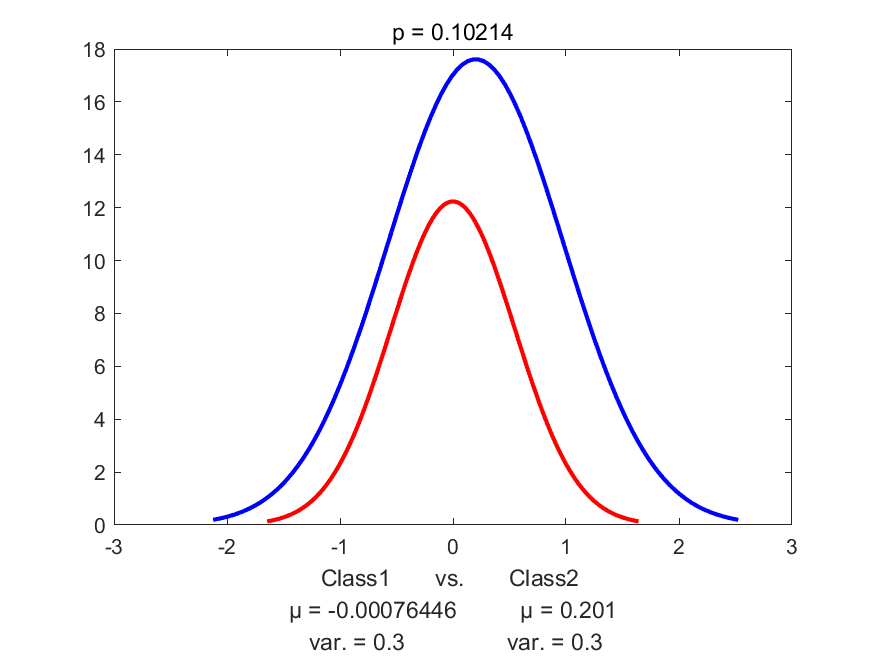 p = 0.10214
18
16
14
12
10
8
6
4
2
0
-3 -2 -1 0 1 2 3
Class1 vs. Class2
μ = -0.00076446 μ = 0.201
var. = 0.3 var. = 0.3